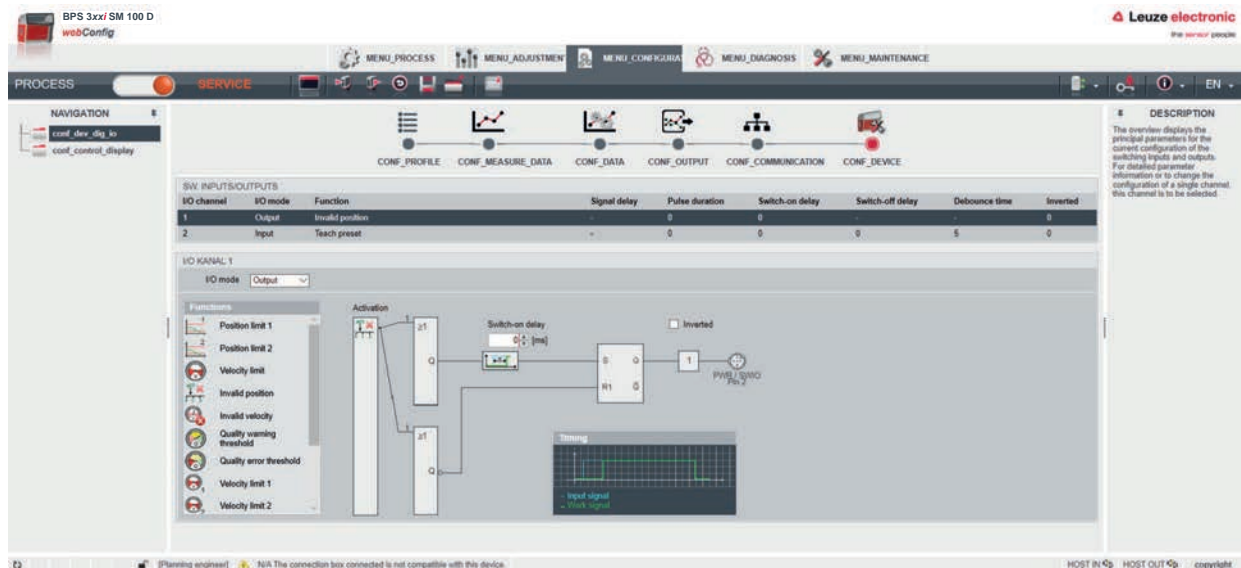 BPS 3xxi SM 100 D
webConfig
Leuze electronic
the sensor people
MENU_PROCESS
MENU_ADJUSTMEN
MENU_CONFIGURA
MENU_DIAGNOSIS
MENU_MAINTENANCE
PROCESS
SERVICE
EN
NAVIGATION
conf_dev_dig_io
conf_control_display
CONF_PROFILE
CONF_MEASURE_DATA
CONF_DATA
CONF_OUTPUT
CONF_COMMUNICATION
CONF_DEVICE
DESCRIPTION
The overview displays the
principal parameters for the
current configuration of the
switching inputs and outputs.
For detailed parameter
information or to change the
configuration of a single channel,
this channel is to be selected.
SW. INPUTS/OUTPUTS
I/O channel I/O mode Function Signal delay Pulse duration Switch-on delay Switch-off delay Debounce time Inverted
1 Output Invalid position - 0 0 - - 0
2 Input Teach preset - 0 0 0 5 0
I/O KANAL 1
I/O mode Output
Functions
Position limit 1
Position limit 2
Velocity limit
Invalid position
Invalid velocity
Quality warning
threshold
Quality error threshold
Velocity limit 1
Velocity limit 2
Activation
1
≥1
Q
Switch-on delay
0 [ms]
S Q
R1 Q̅
Inverted
1
PWR / SWIO
Pin 2
1
≥1
Q
Timing
- Input signal
- Work signal
[Planning engineer]
N/A The connection box connected is not compatible with this device.
HOST IN
HOST OUT
copyright